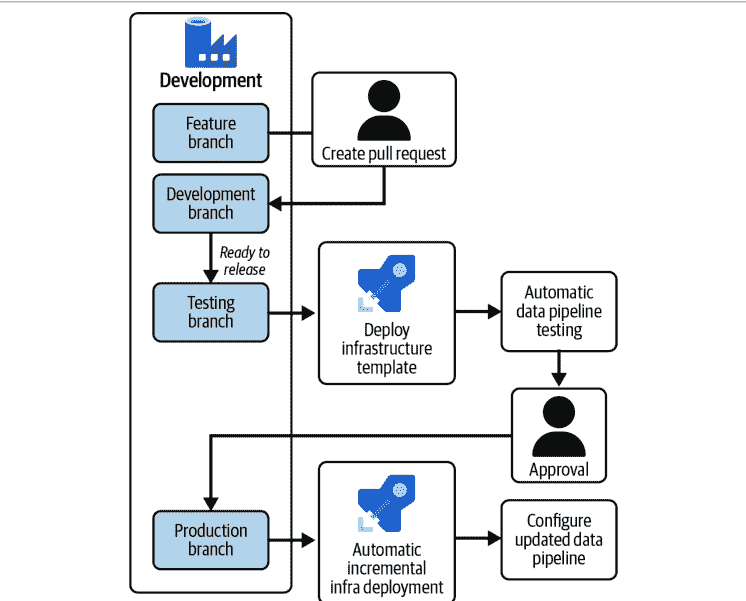 Development
Feature
branch
Create pull request
Development
branch
Ready to
release
Testing
branch
Deploy
infrastructure
template
Automatic
data pipeline
testing
Approval
Production
branch
Automatic
incremental
infra deployment
Configure
updated data
pipeline